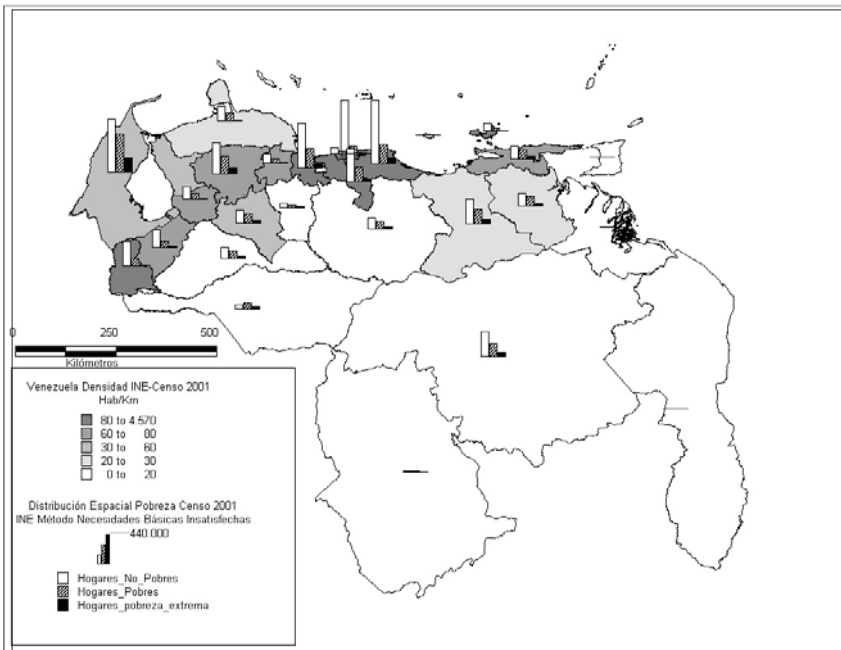 0 250 500
Kilómetros
Venezuela Densidad INE-Censo 2001
Hab/Km
80 to 4.570
60 to 80
30 to 60
20 to 30
0 to 20
Distribución Espacial Pobreza Censo 2001
INE Método Necesidades Básicas Insatisfechas
440.000
Hogares_No_Pobres
Hogares_Pobres
Hogares_pobreza_extrema